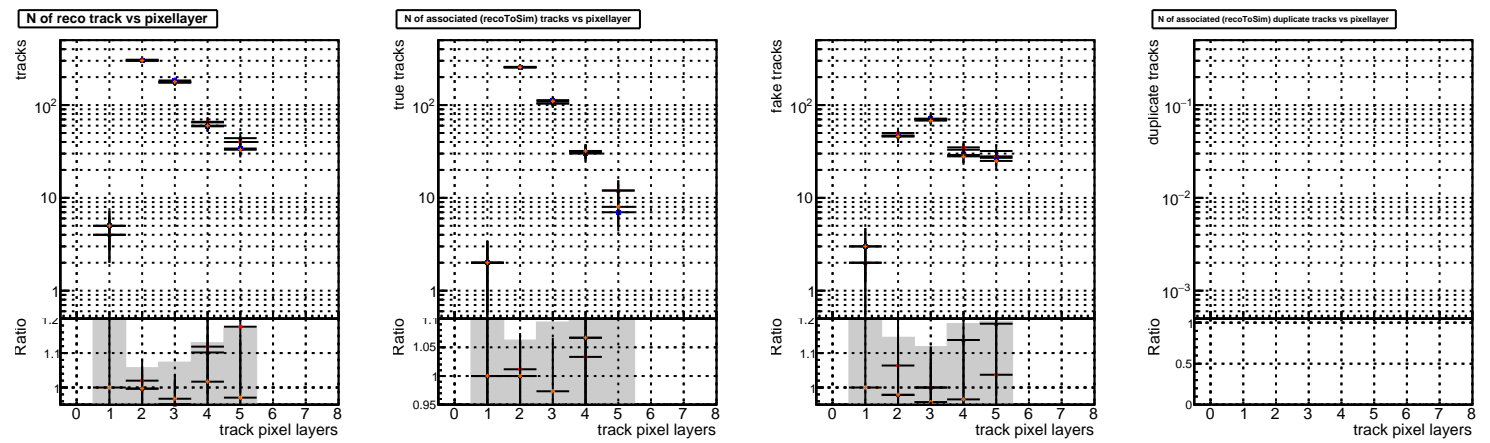 N of reco track vs pixellayer
tracks
10²
10
1
Ratio
1.2
1.1
1
0 1 2 3 4 5 6 7 8
track pixel layers
N of associated (recoToSim) tracks vs pixellayer
true tracks
10²
10
1
Ratio
1.1
1.05
1
0.95
0 1 2 3 4 5 6 7 8
track pixel layers
fake tracks
10²
10
1
Ratio
1.2
1.1
1
0 1 2 3 4 5 6 7 8
track pixel layers
N of associated (recoToSim) duplicate tracks vs pixellayer
duplicate tracks
10⁻¹
10⁻²
10⁻³
Ratio
1
0.5
0
0 1 2 3 4 5 6 7 8
track pixel layers